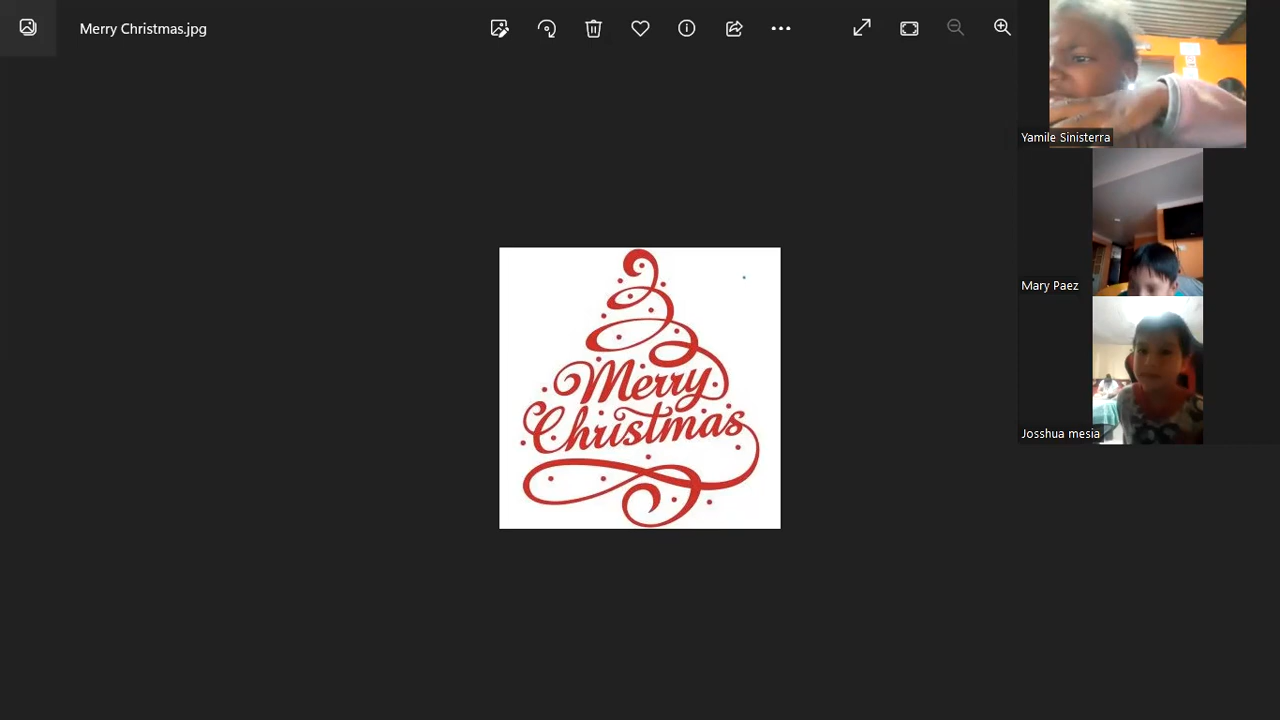 Merry Christmas.jpg
Yamile Sinisterra
Mary Paez
Josshua mesia
Merry
Christmas